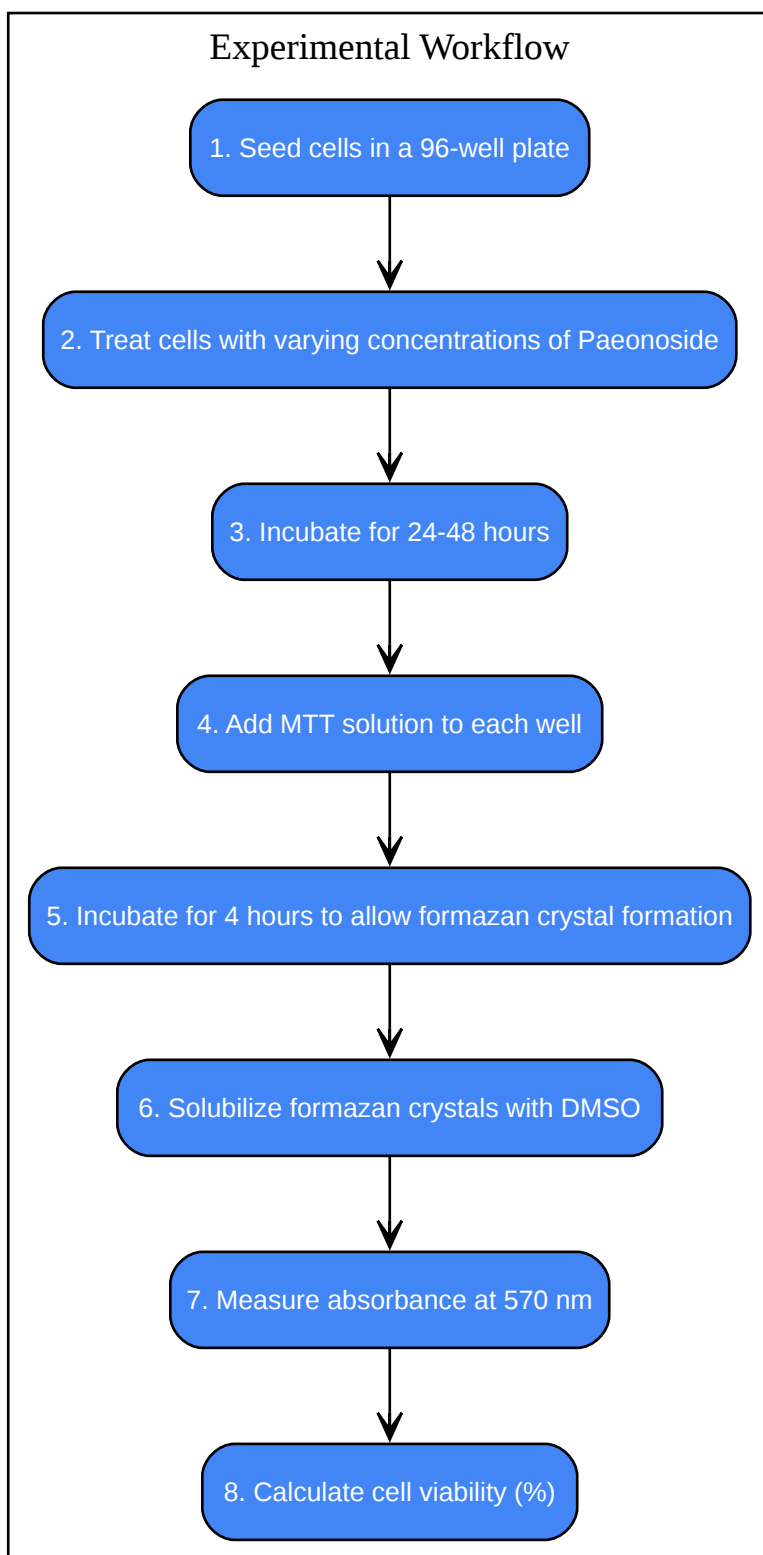 Experimental Workflow
1. Seed cells in a 96-well plate
2. Treat cells with varying concentrations of Paeonoside
3. Incubate for 24-48 hours
4. Add MTT solution to each well
5. Incubate for 4 hours to allow formazan crystal formation
6. Solubilize formazan crystals with DMSO
7. Measure absorbance at 570 nm
8. Calculate cell viability (%)